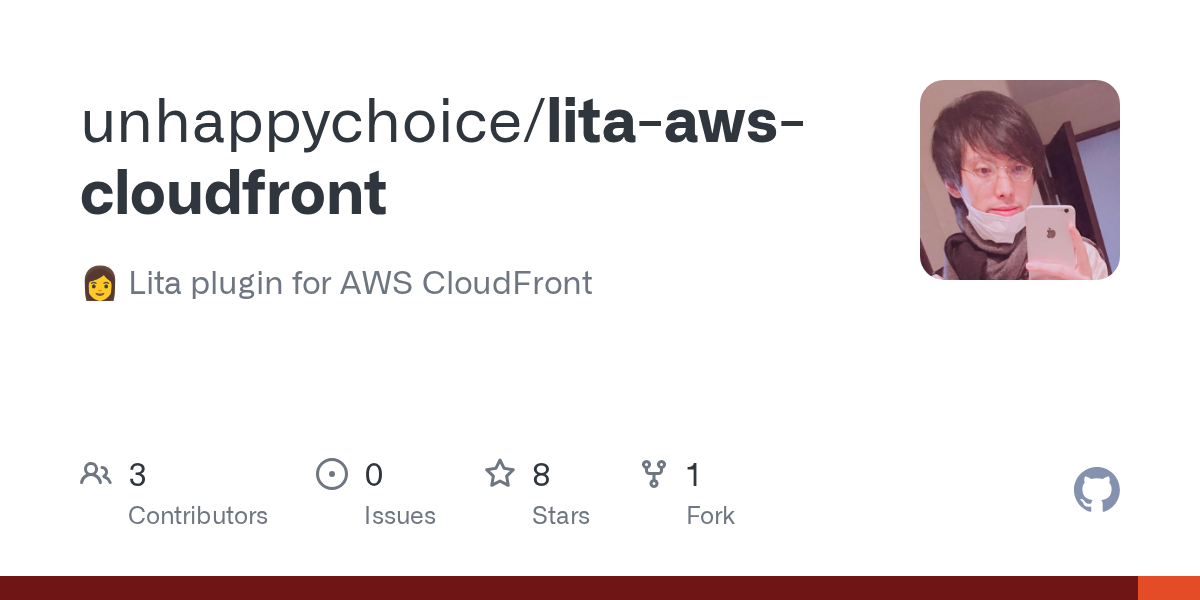 unhappychoice/lita-aws-
cloudfront
👩 Lita plugin for AWS CloudFront
3
Contributors
0
Issues
8
Stars
1
Fork